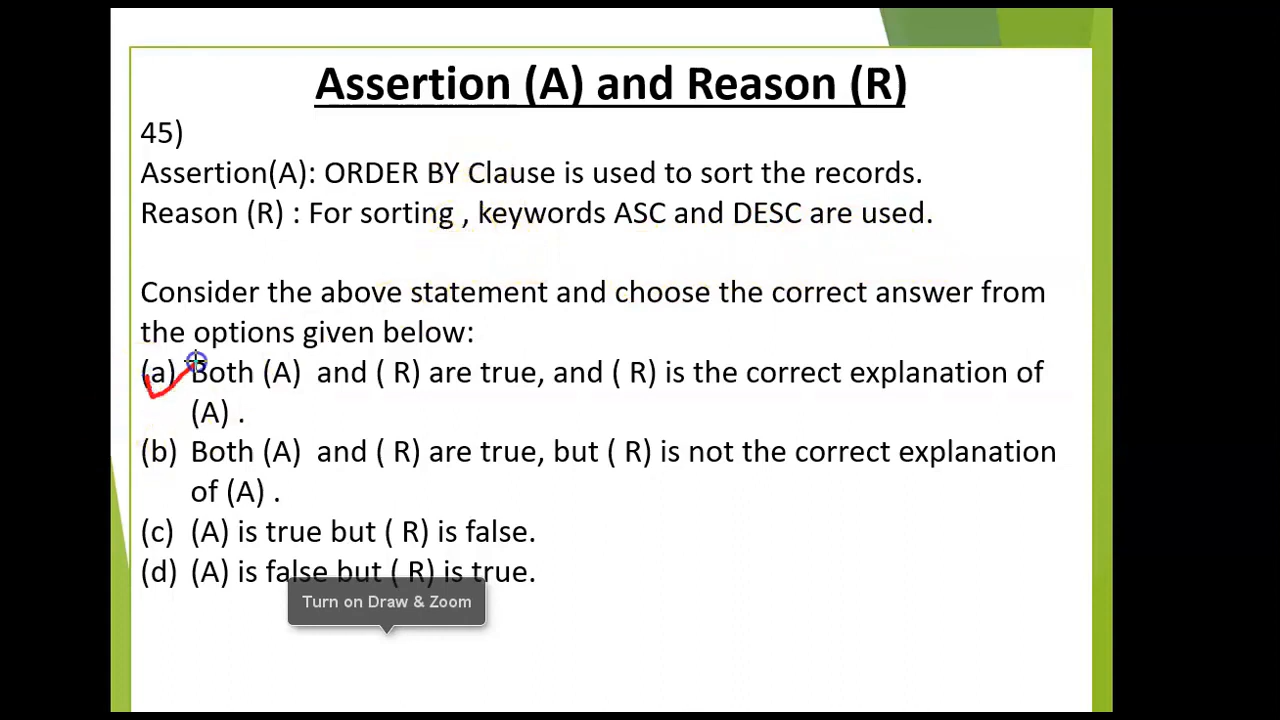 Assertion (A) and Reason (R)
45)
Assertion(A): ORDER BY Clause is used to sort the records.
Reason (R) : For sorting , keywords ASC and DESC are used.
Consider the above statement and choose the correct answer from
the options given below:
(a) Both (A) and ( R) are true, and ( R) is the correct explanation of
(A) .
(b) Both (A) and ( R) are true, but ( R) is not the correct explanation
of (A) .
(c) (A) is true but ( R) is false.
(d) (A) is false but ( R) is true.
Turn on Draw & Zoom